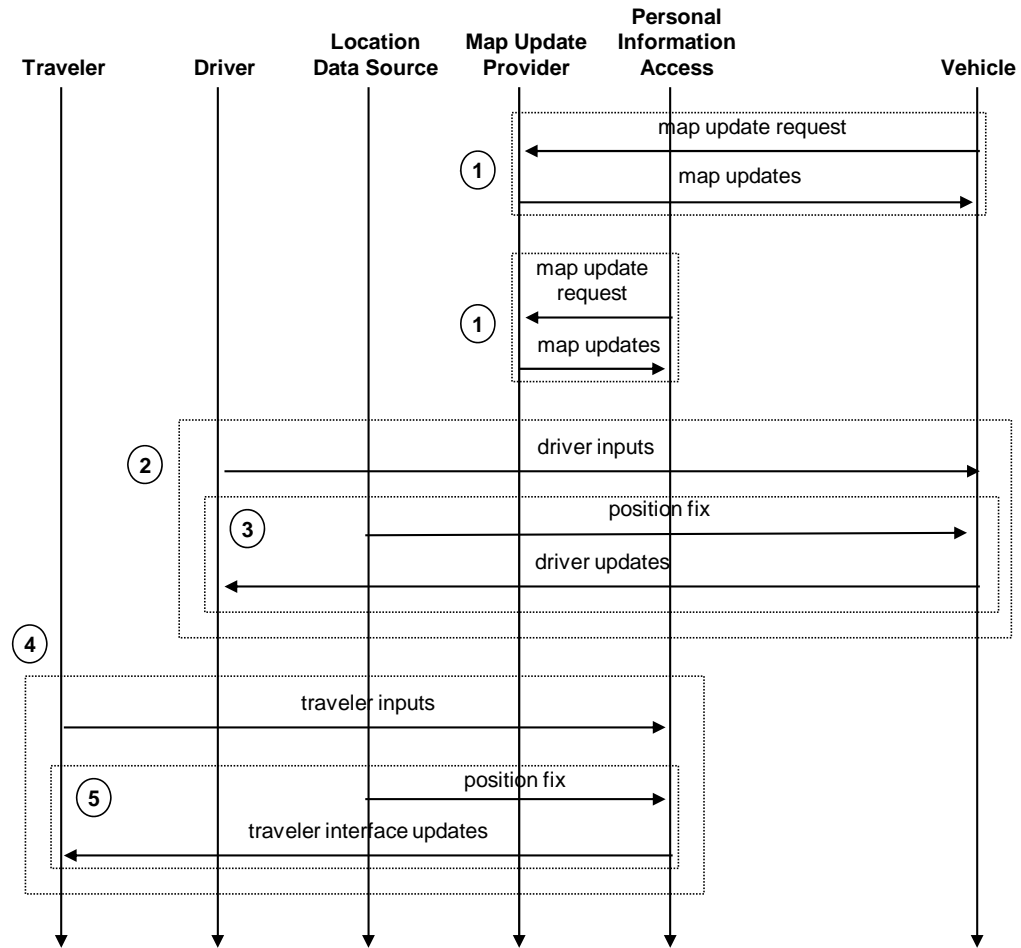 Personal
Location Map Update Information
Traveler Driver Data Source Provider Access Vehicle
map update request
1
map updates
map update
request
1
map updates
driver inputs
2
position fix
3
driver updates
4
traveler inputs
position fix
5
traveler interface updates